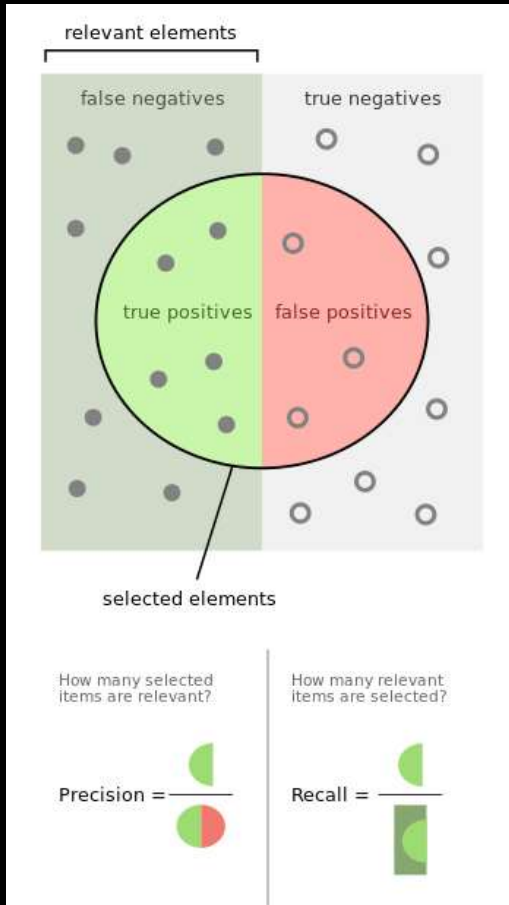 relevant elements
false negatives
true negatives
true positives
false positives
selected elements
How many selected
items are relevant?
Precision =
How many relevant
items are selected?
Recall =